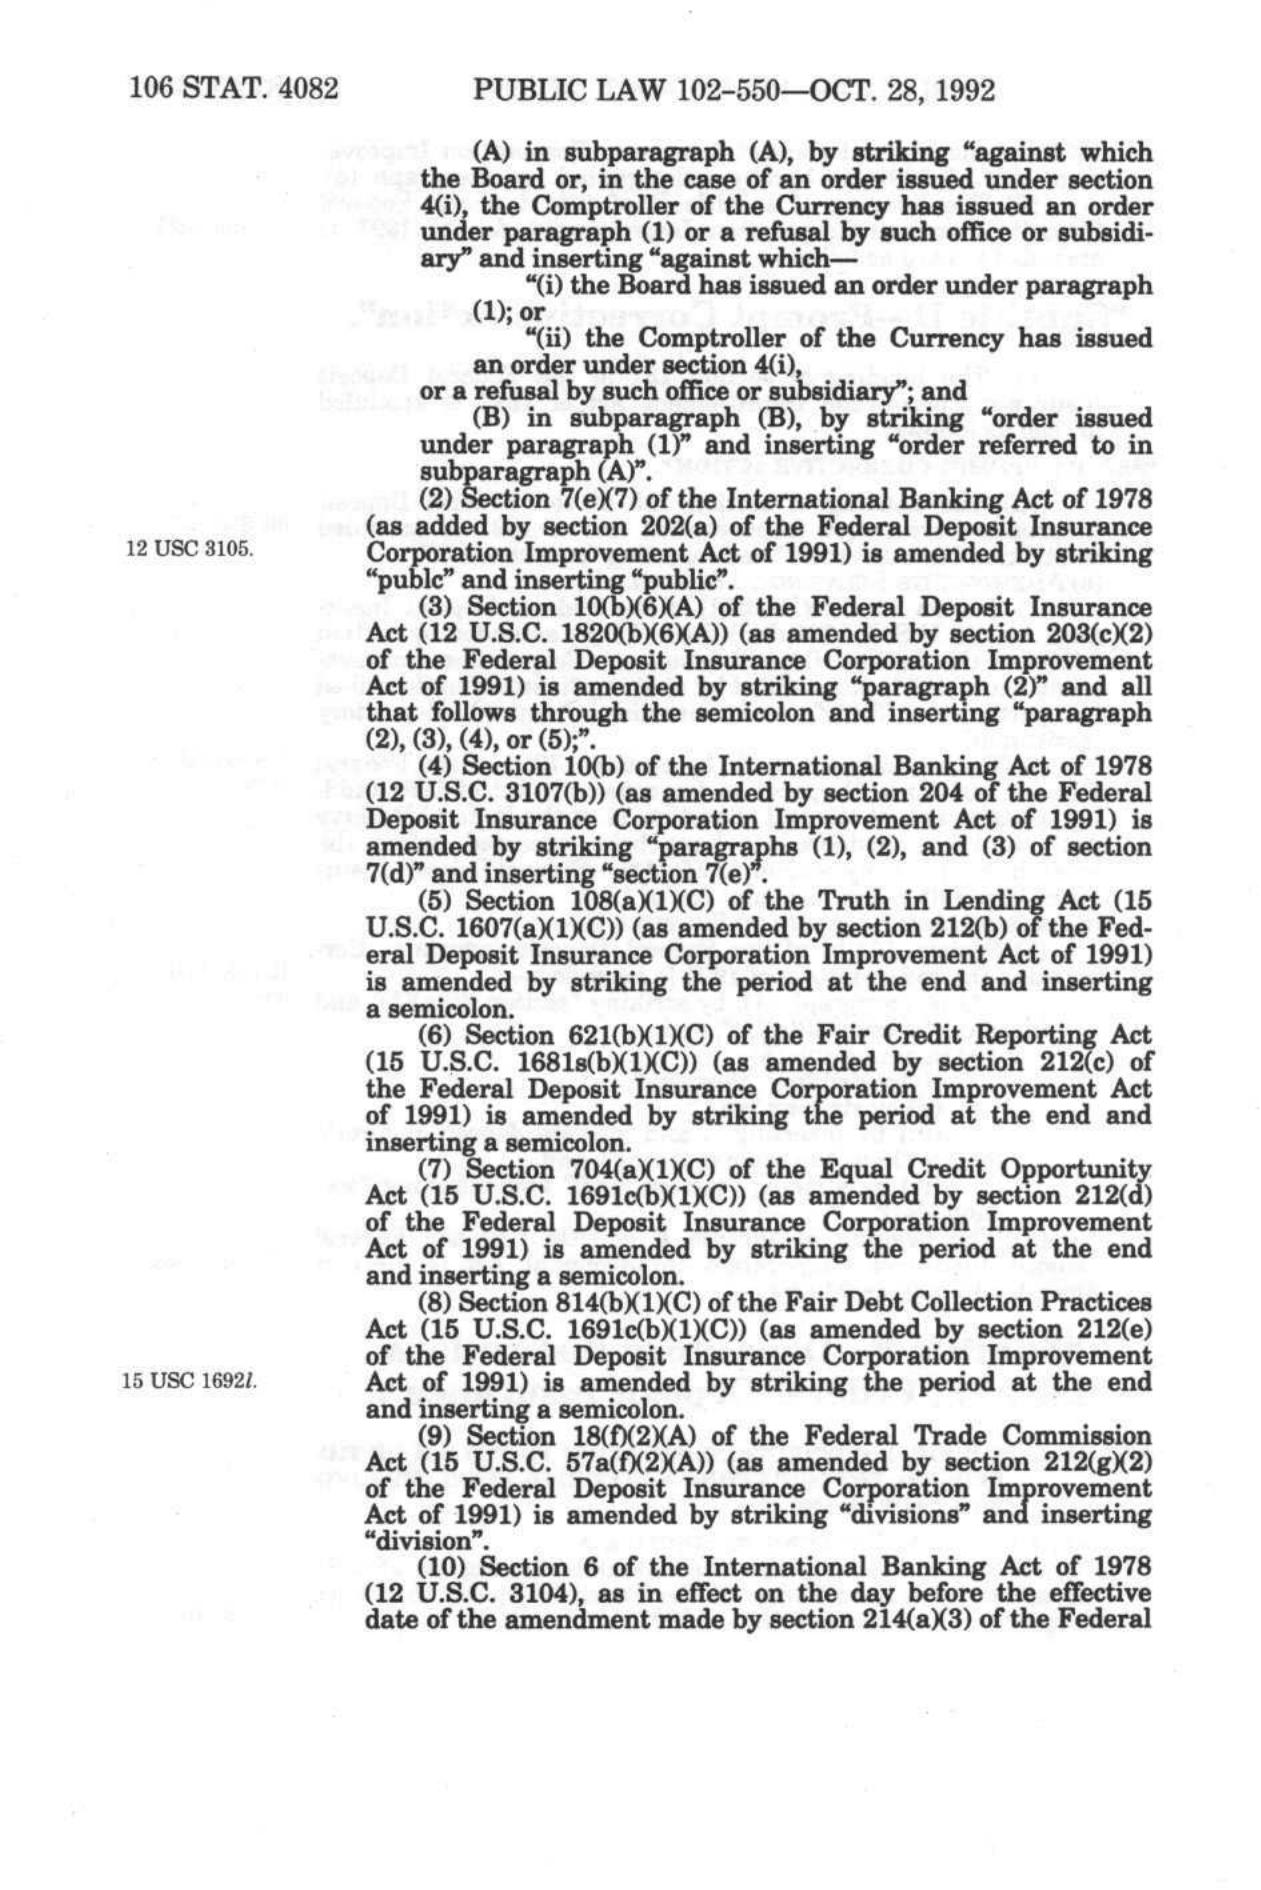 106 STAT. 4082 PUBLIC LAW 102-550—OCT. 28, 1992
(A) in subparagraph (A), by striking “against which
the Board or, in the case of an order issued under section
4(i), the Comptroller of the Currency has issued an order
under paragraph (1) or a refusal by such office or subsidi-
ary” and inserting “against which—
“(i) the Board has issued an order under paragraph
(1); or
“(ii) the Comptroller of the Currency has issued
an order under section 4(i),
or a refusal by such office or subsidiary”; and
(B) in subparagraph (B), by striking “order issued
under paragraph (1)” and inserting “order referred to in
subparagraph (A)”.
(2) Section 7(e)(7) of the International Banking Act of 1978
(as added by section 202(a) of the Federal Deposit Insurance
12 USC 3105.
Corporation Improvement Act of 1991) is amended by striking
“publc” and inserting “public”.
(3) Section 10(b)(6)(A) of the Federal Deposit Insurance
Act (12 U.S.C. 1820(b)(6)(A)) (as amended by section 203(c)(2)
of the Federal Deposit Insurance Corporation Improvement
Act of 1991) is amended by striking “paragraph (2)” and all
that follows through the semicolon and inserting “paragraph
(2), (3), (4), or (5);”.
(4) Section 10(b) of the International Banking Act of 1978
(12 U.S.C. 3107(b)) (as amended by section 204 of the Federal
Deposit Insurance Corporation Improvement Act of 1991) is
amended by striking “paragraphs (1), (2), and (3) of section
7(d)” and inserting “section 7(e)”.
(5) Section 108(a)(1)(C) of the Truth in Lending Act (15
U.S.C. 1607(a)(1)(C)) (as amended by section 212(b) of the Fed-
eral Deposit Insurance Corporation Improvement Act of 1991)
is amended by striking the period at the end and inserting
a semicolon.
(6) Section 621(b)(1)(C) of the Fair Credit Reporting Act
(15 U.S.C. 1681s(b)(1)(C)) (as amended by section 212(c) of
the Federal Deposit Insurance Corporation Improvement Act
of 1991) is amended by striking the period at the end and
inserting a semicolon.
(7) Section 704(a)(1)(C) of the Equal Credit Opportunity
Act (15 U.S.C. 1691c(b)(1)(C)) (as amended by section 212(d)
of the Federal Deposit Insurance Corporation Improvement
Act of 1991) is amended by striking the period at the end
and inserting a semicolon.
(8) Section 814(b)(1)(C) of the Fair Debt Collection Practices
Act (15 U.S.C. 1691c(b)(1)(C)) (as amended by section 212(e)
of the Federal Deposit Insurance Corporation Improvement
15 USC 1692l.
Act of 1991) is amended by striking the period at the end
and inserting a semicolon.
(9) Section 18(f)(2)(A) of the Federal Trade Commission
Act (15 U.S.C. 57a(f)(2)(A)) (as amended by section 212(g)(2)
of the Federal Deposit Insurance Corporation Improvement
Act of 1991) is amended by striking “divisions” and inserting
“division”.
(10) Section 6 of the International Banking Act of 1978
(12 U.S.C. 3104), as in effect on the day before the effective
date of the amendment made by section 214(a)(3) of the Federal